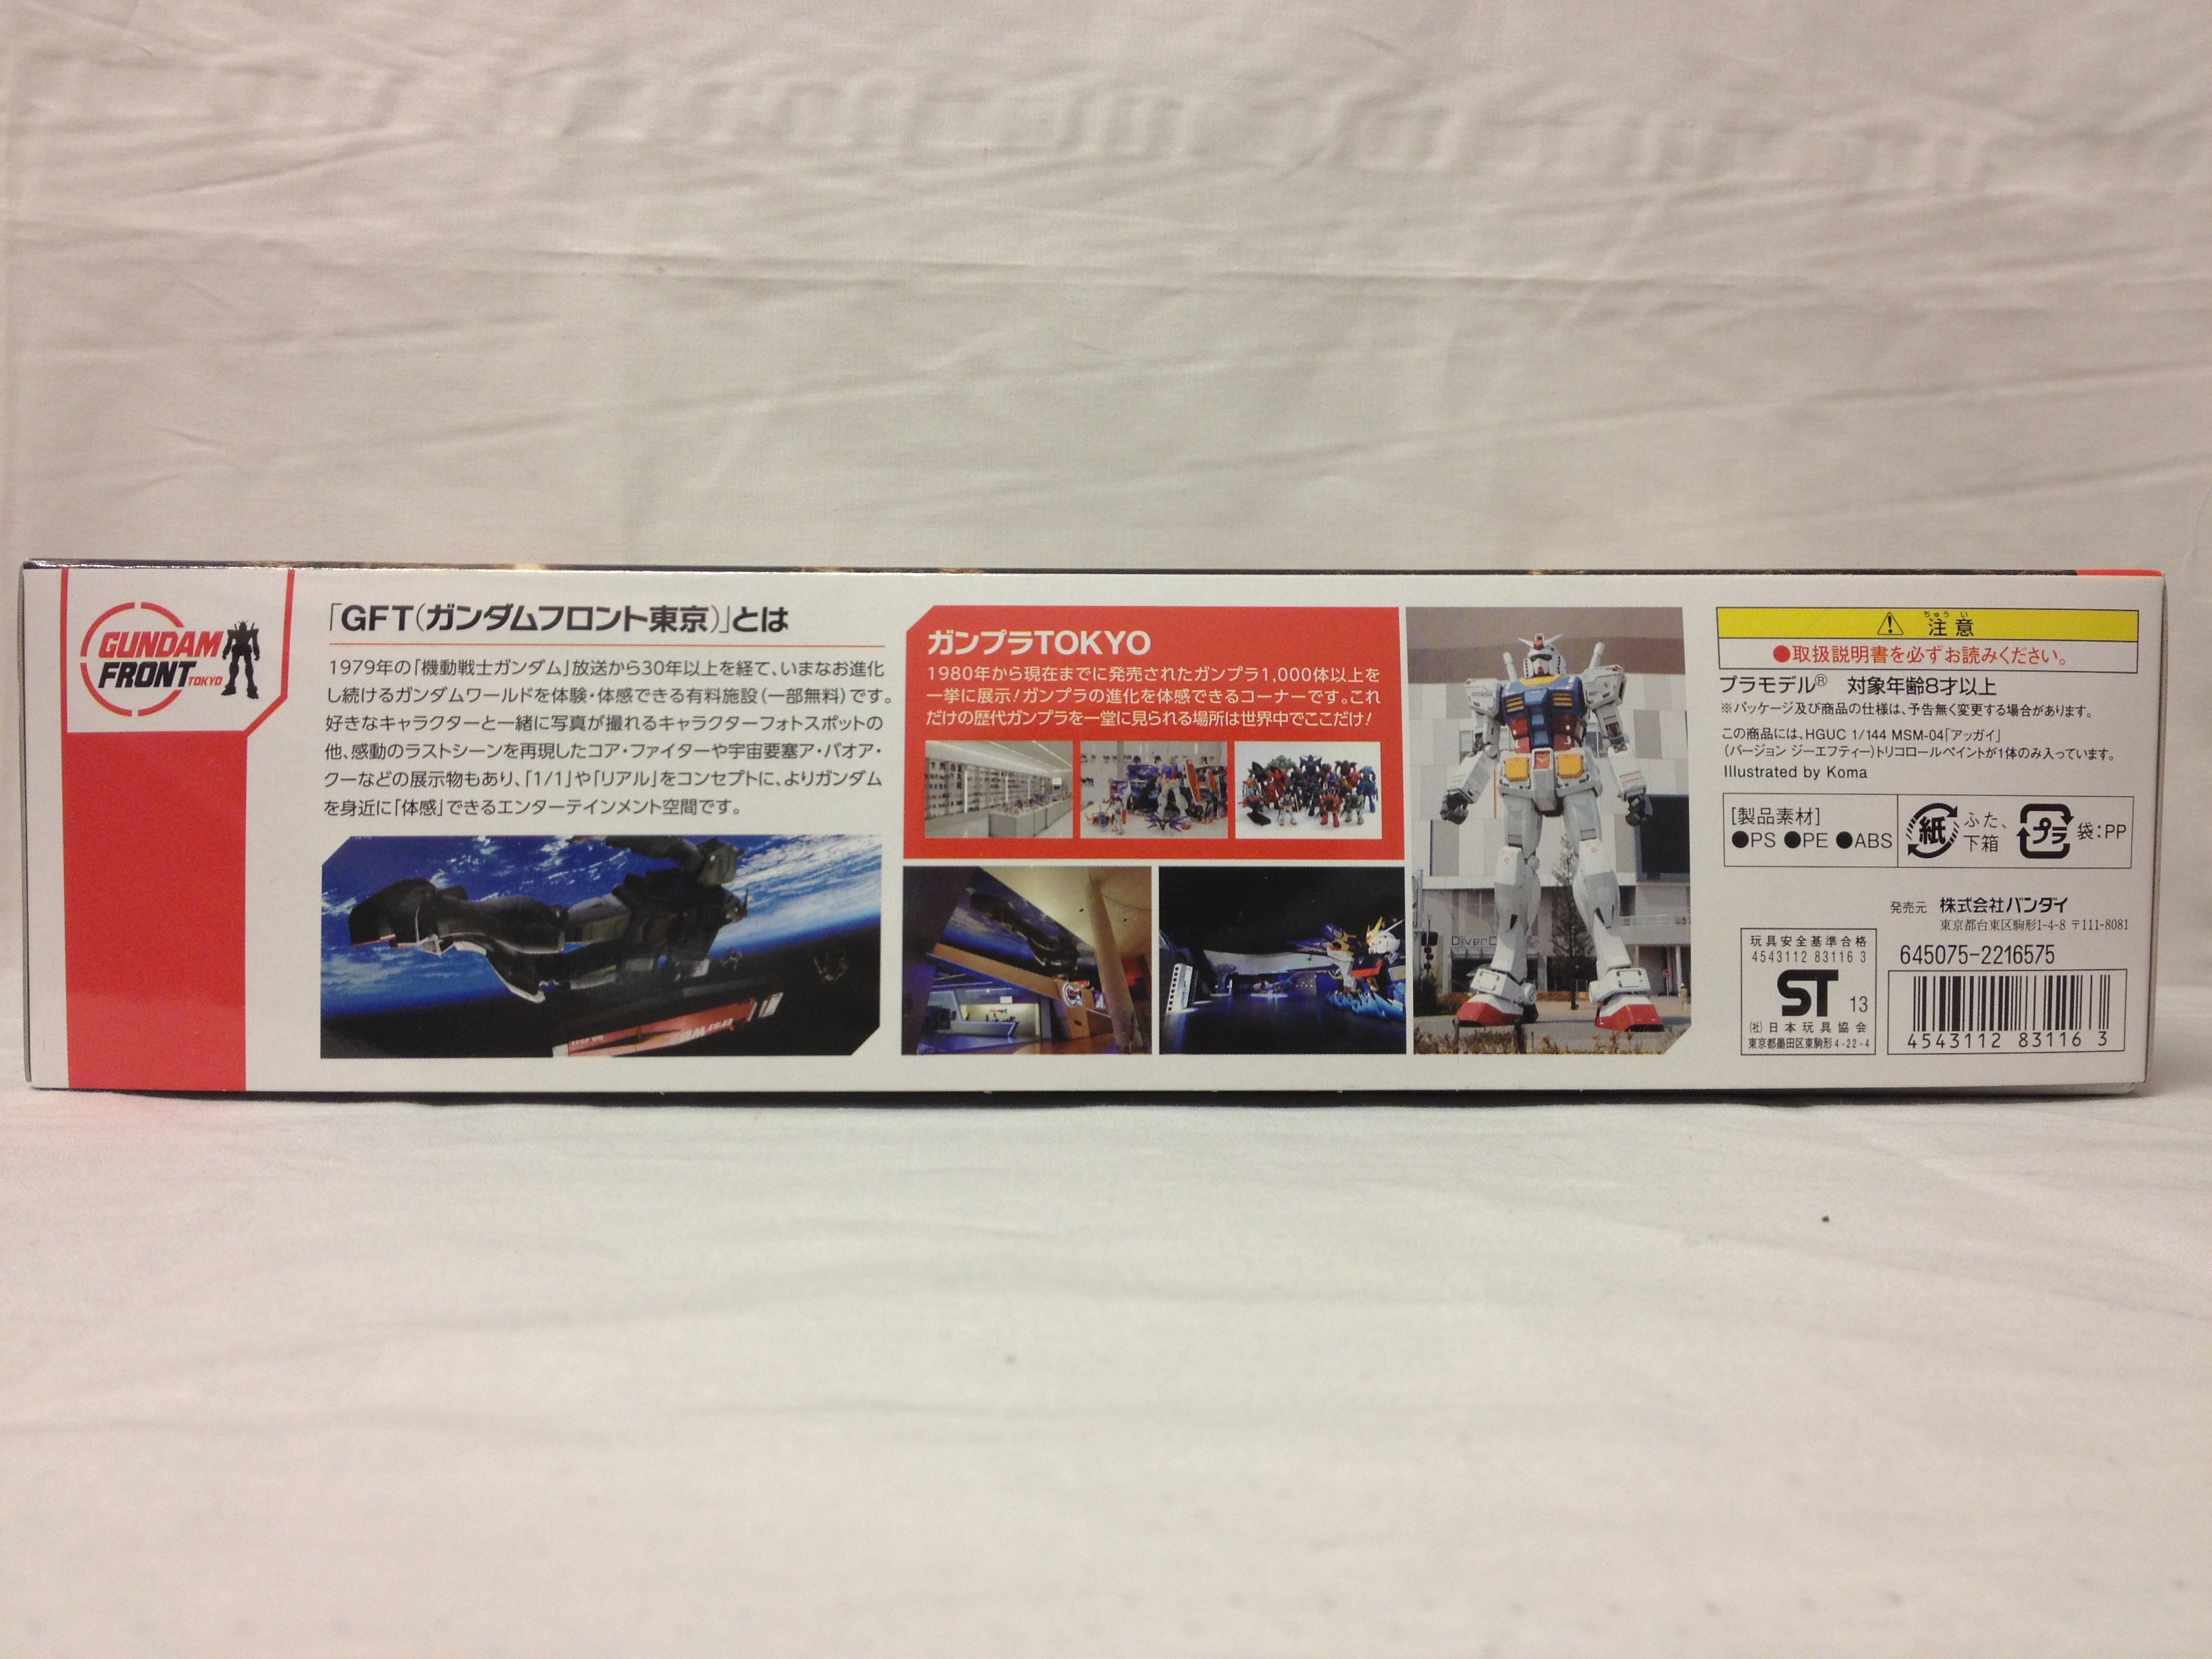 GUNDAM
FRONT TOKYO
「GFT(ガンダムフロント東京)」とは
1979年の「機動戦士ガンダム」放送から30年以上を経て、いまなお進化
し続けるガンダムワールドを体験・体感できる有料施設(一部無料)です。
好きなキャラクターと一緒に写真が撮れるキャラクターフォトスポットの
他、感動のラストシーンを再現したコア・ファイターや宇宙要塞ア・バオア・
クーなどの展示物もあり、「1/1」や「リアル」をコンセプトに、よりガンダム
を身近に「体感」できるエンターテインメント空間です。
ガンプラTOKYO
1980年から現在までに発売されたガンプラ1,000体以上を
一挙に展示!ガンプラの進化を体感できるコーナーです。これ
だけの歴代ガンプラを一堂に見られる場所は世界中でここだけ!
DiverC
ちゅうい
注意
●取扱説明書を必ずお読みください。
プラモデル® 対象年齢8才以上
※パッケージ及び商品の仕様は、予告無く変更する場合があります。
この商品には、HGUC 1/144 MSM-04「アッガイ」
(バージョン ジーエフティー)トリコロールペイントが1体のみ入っています。
Illustrated by Koma
[製品素材]
●PS ●PE ●ABS
紙
ふた、
下箱
プラ
袋:PP
発売元 株式会社バンダイ
東京都台東区駒形1-4-8 〒111-8081
645075-2216575
玩具安全基準合格
4543112 83116 3
ST 13
(社)日本玩具協会
東京都墨田区東駒形4-22-4
4543112 83116 3